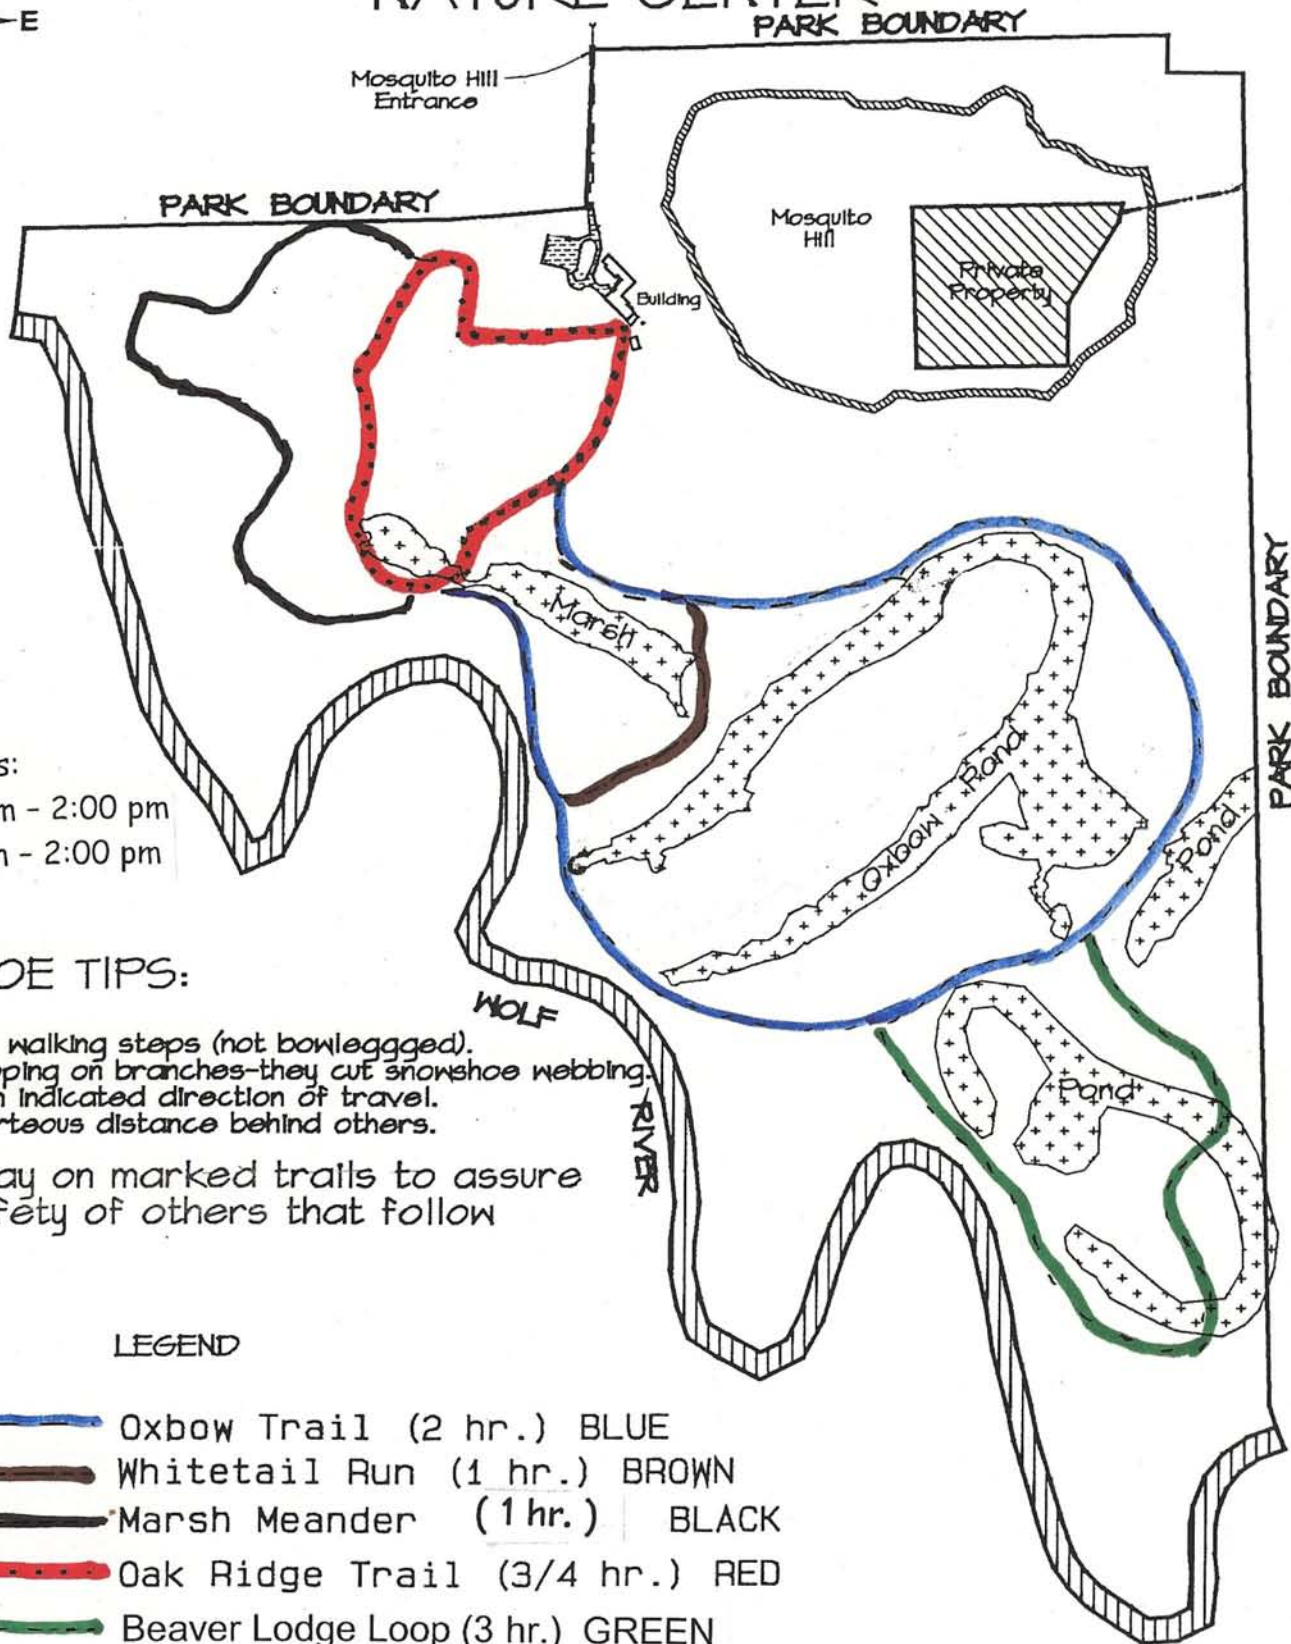 E
NATURE CENTER
PARK BOUNDARY
Mosquito Hill
Entrance
PARK BOUNDARY
Mosquito
Hill
Private
Property
Building
Marsh
PARK BOUNDARY
Oxbow Pond
Pond
s:
m - 2:00 pm
n - 2:00 pm
OE TIPS:
WOLF
RIVER
walking steps (not bowleggged).
ping on branches-they cut snowshoe webbing.
n indicated direction of travel.
rteous distance behind others.
ay on marked trails to assure
fety of others that follow
Pond
LEGEND
Oxbow Trail (2 hr.) BLUE
Whitetail Run (1 hr.) BROWN
Marsh Meander (1 hr.) BLACK
Oak Ridge Trail (3/4 hr.) RED
Beaver Lodge Loop (3 hr.) GREEN